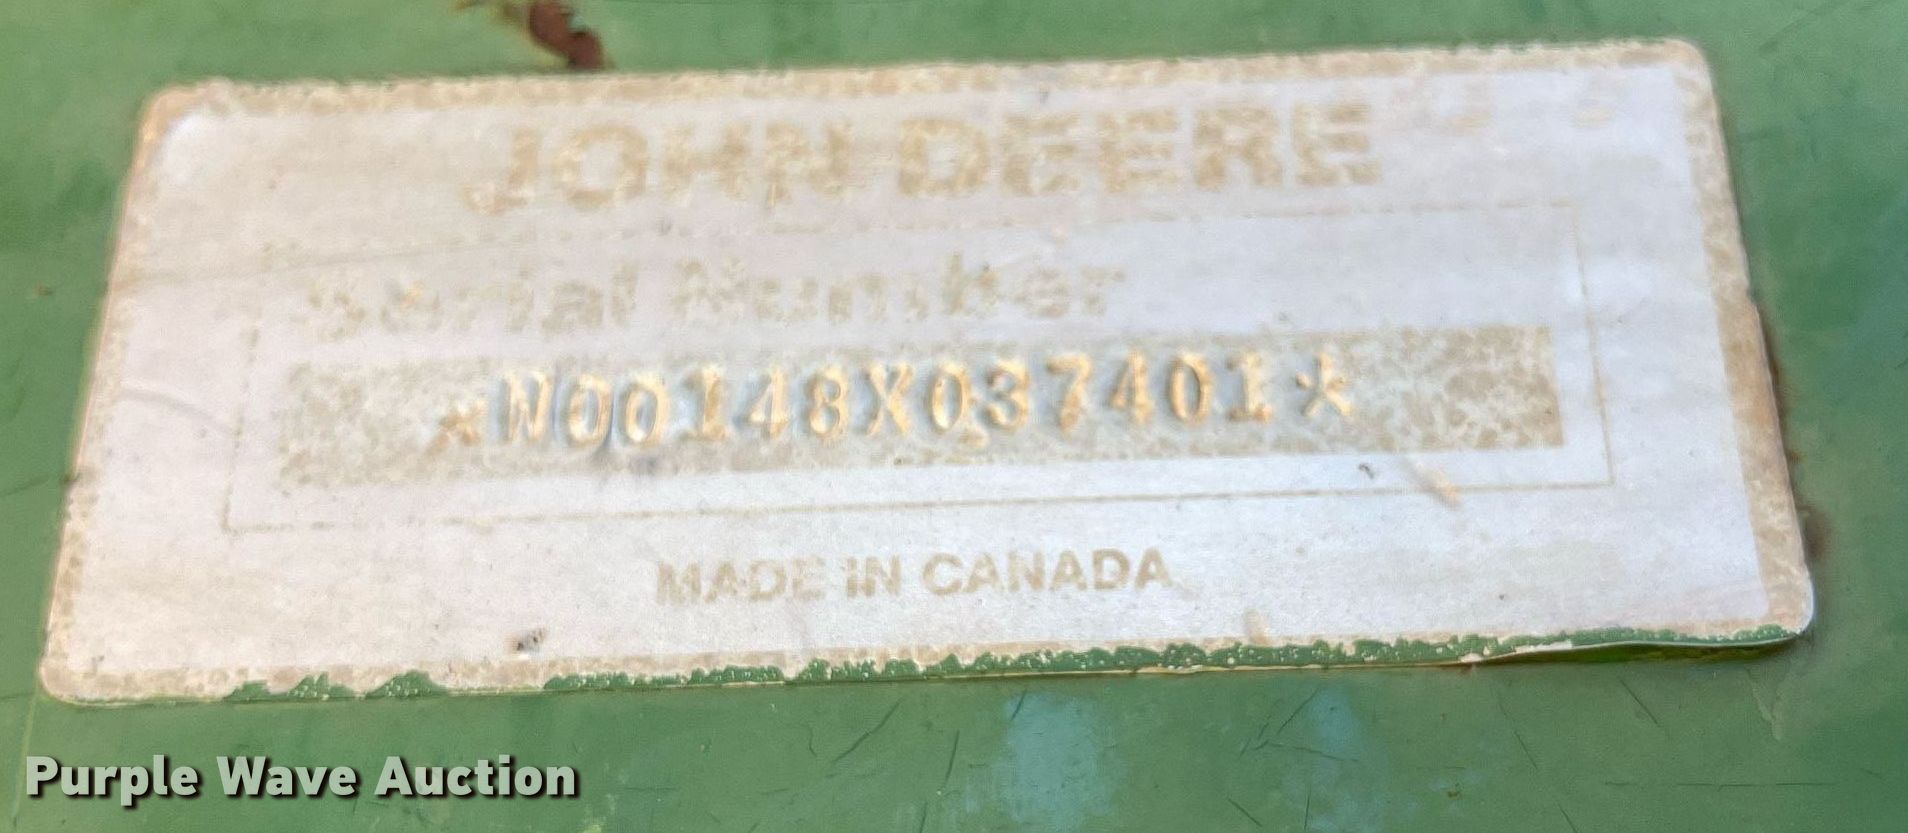 JOHN DEERE
Serial Number
*W00148X037401*
MADE IN CANADA
Purple Wave Auction